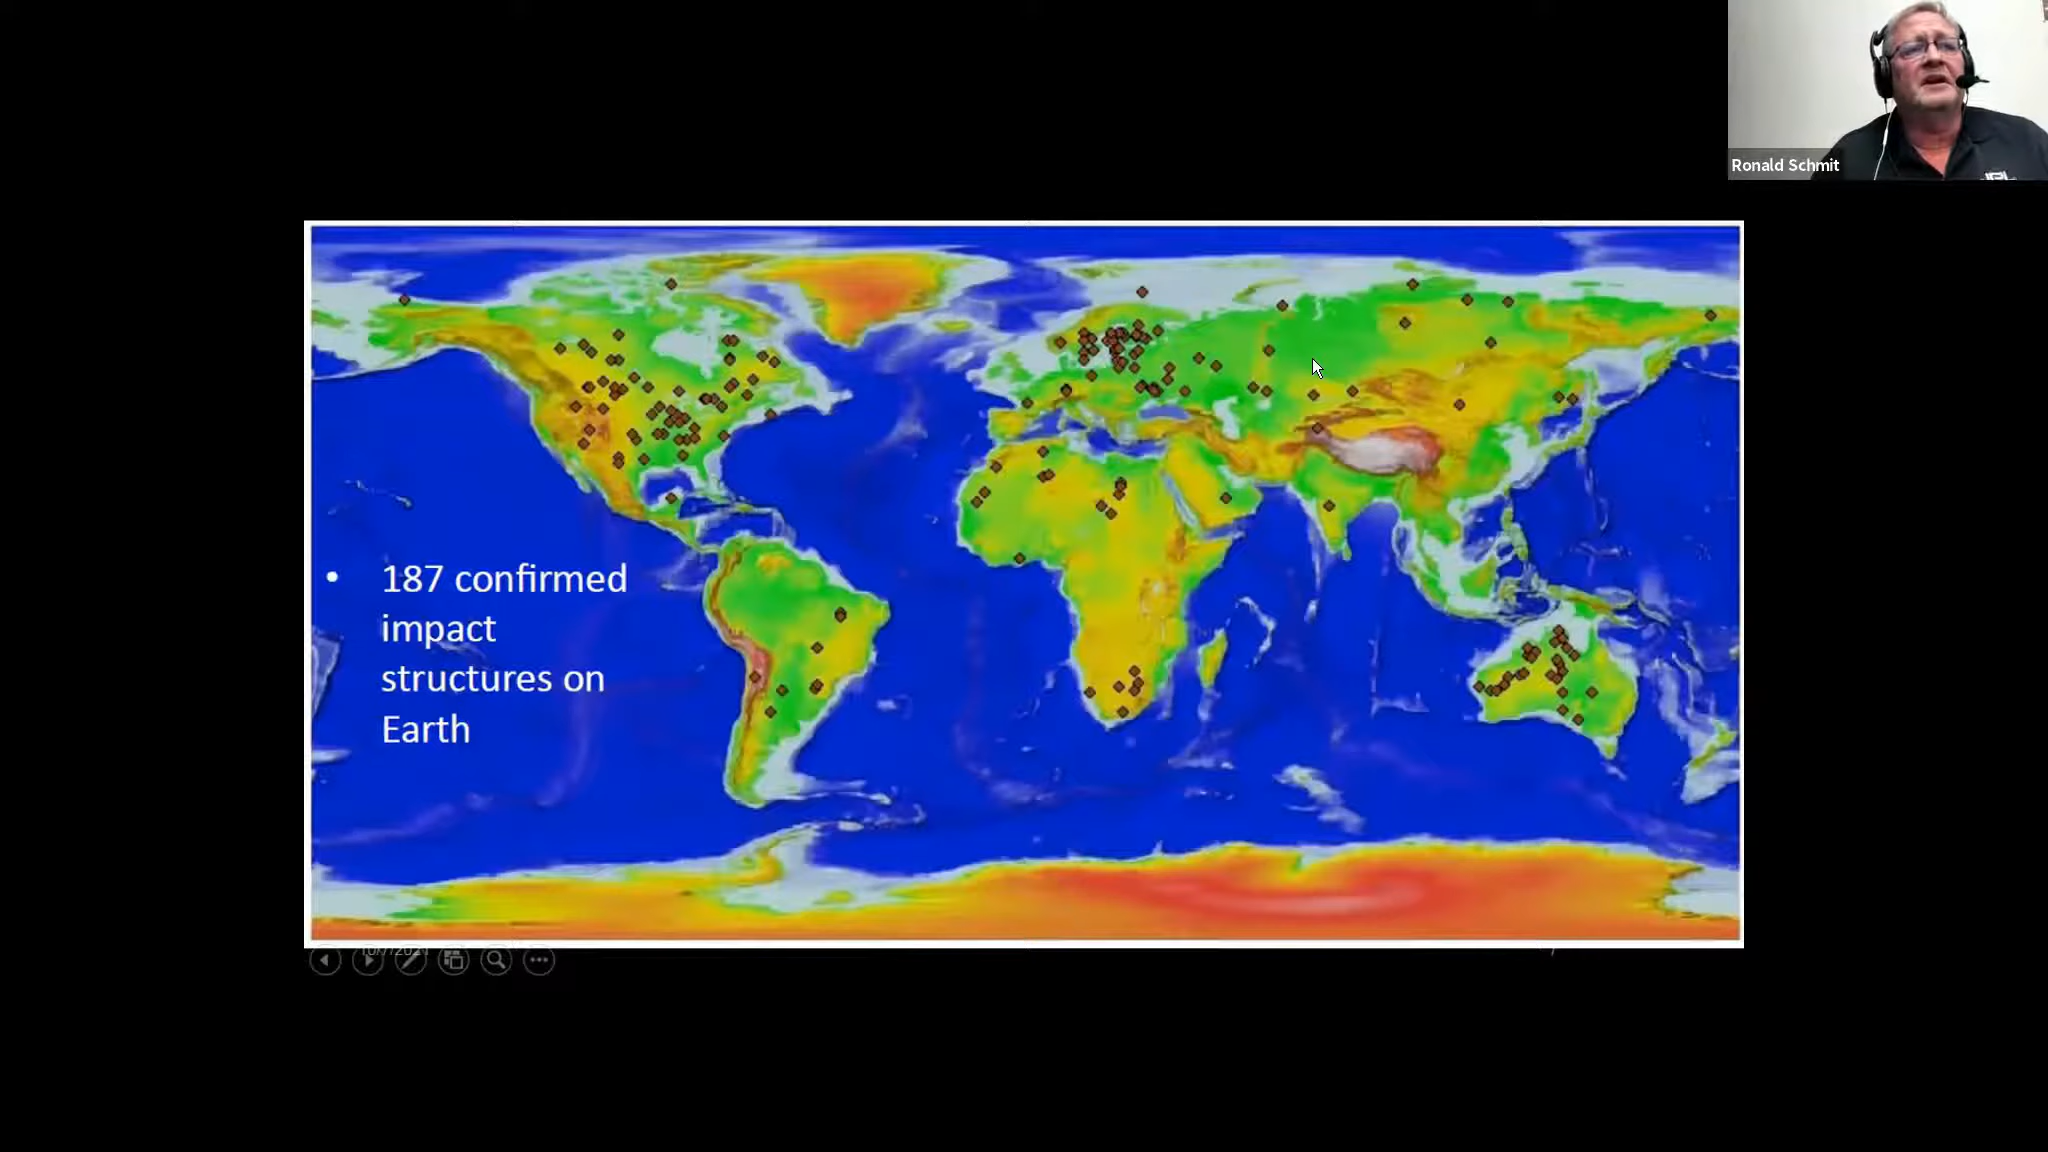 Ronald Schmit
• 187 confirmed
impact
structures on
Earth